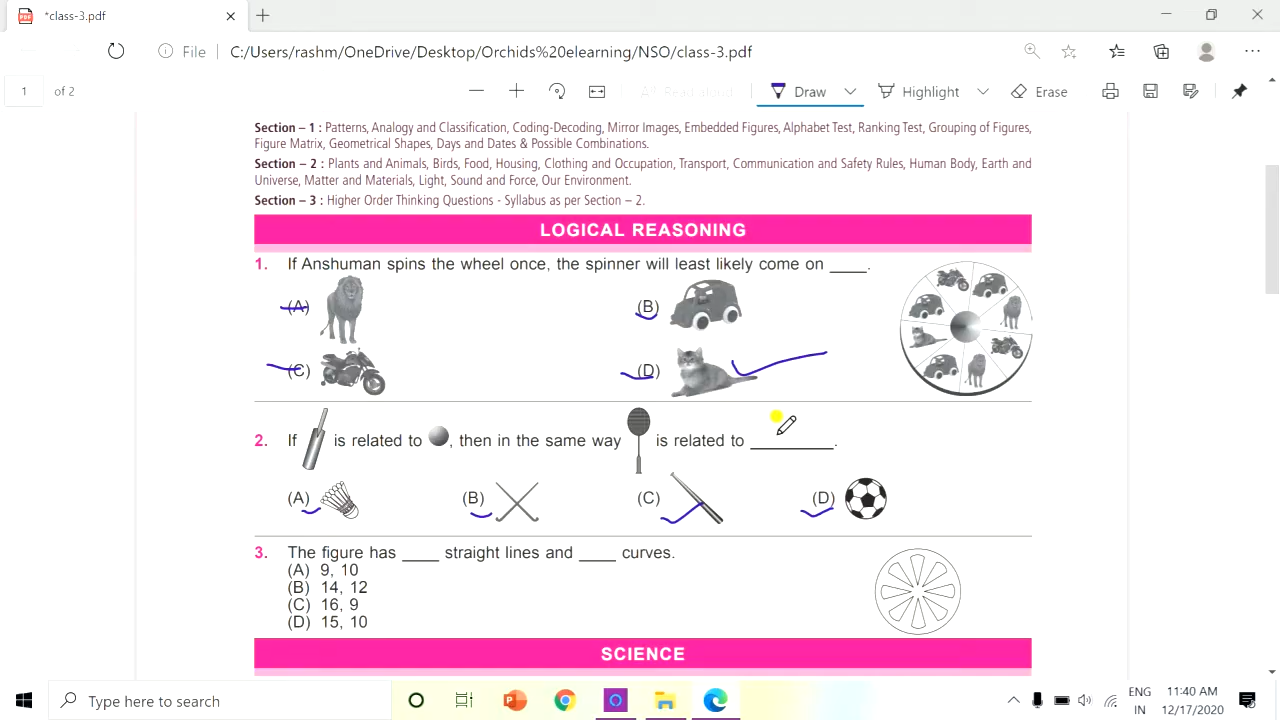 *class-3.pdf
File
C:/Users/rashm/OneDrive/Desktop/Orchids%20elearning/NSO/class-3.pdf
1 of 2
Read aloud
Draw
Highlight
Erase
Section – 1 : Patterns, Analogy and Classification, Coding-Decoding, Mirror Images, Embedded Figures, Alphabet Test, Ranking Test, Grouping of Figures,
Figure Matrix, Geometrical Shapes, Days and Dates & Possible Combinations.
Section – 2 : Plants and Animals, Birds, Food, Housing, Clothing and Occupation, Transport, Communication and Safety Rules, Human Body, Earth and
Universe, Matter and Materials, Light, Sound and Force, Our Environment.
Section – 3 : Higher Order Thinking Questions - Syllabus as per Section – 2.
LOGICAL REASONING
1. If Anshuman spins the wheel once, the spinner will least likely come on ____.
(A)
(B)
(C)
(D)
2. If is related to , then in the same way is related to _________.
(A)
(B)
(C)
(D)
3. The figure has ____ straight lines and ____ curves.
(A) 9, 10
(B) 14, 12
(C) 16, 9
(D) 15, 10
SCIENCE
Type here to search
ENG
IN
11:40 AM
12/17/2020